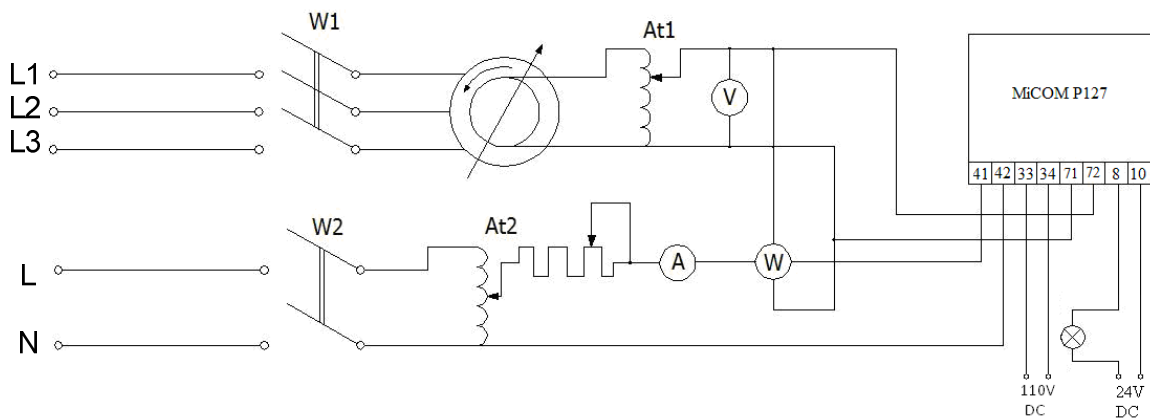 W1
At1
L1
L2
L3
V
MiCOM P127
41 42 33 34 71 72 8 10
W2
At2
L
A
W
N
110V
DC
24V
DC